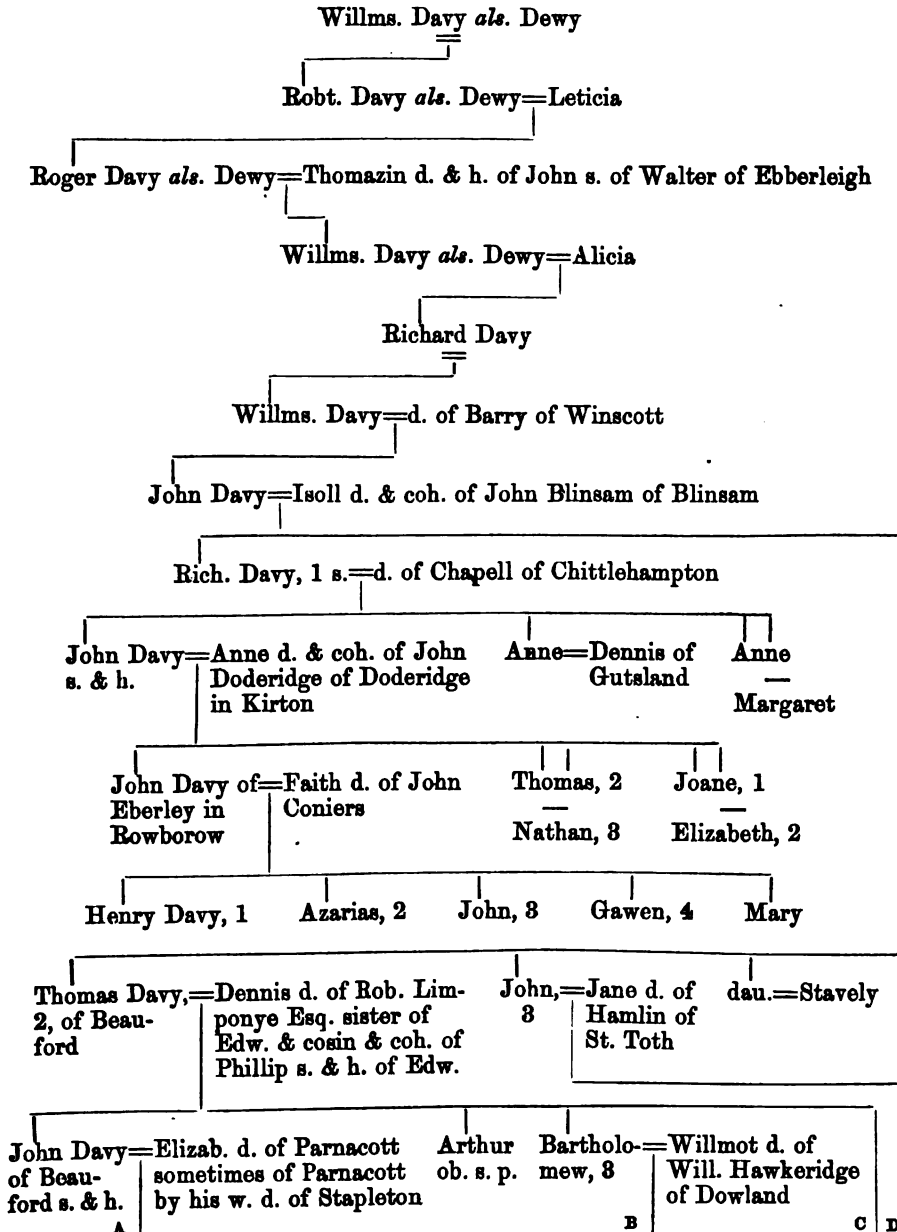 Willms. Davy als. Dewy
Robt. Davy als. Dewy=Leticia
Roger Davy als. Dewy=Thomazin d. & h. of John s. of Walter of Ebberleigh
Willms. Davy als. Dewy=Alicia
Richard Davy
Willms. Davy=d. of Barry of Winscott
John Davy=Isoll d. & coh. of John Blinsam of Blinsam
Rich. Davy, 1 s.=d. of Chapell of Chittlehampton
John Davy=Anne d. & coh. of John
s. & h.
Doderidge of Doderidge
in Kirton
Anne=Dennis of
Gutsland
Anne
—
Margaret
John Davy of=Faith d. of John
Eberley in
Rowborow
Coniers
Thomas, 2
—
Nathan, 3
Joane, 1
—
Elizabeth, 2
Henry Davy, 1
Azarias, 2
John, 3
Gawen, 4
Mary
Thomas Davy,=Dennis d. of Rob. Lim-
2, of Beau-
ford
ponye Esq. sister of
Edw. & cosin & coh. of
Phillip s. & h. of Edw.
John,=Jane d. of
3
Hamlin of
St. Toth
dau.=Stavely
John Davy=Elizab. d. of Parnacott
of Beau-
ford s. & h.
sometimes of Parnacott
by his w. d. of Stapleton
Arthur
ob. s. p.
Bartholo-=Willmot d. of
mew, 3
Will. Hawkeridge
of Dowland
A
B
C
D